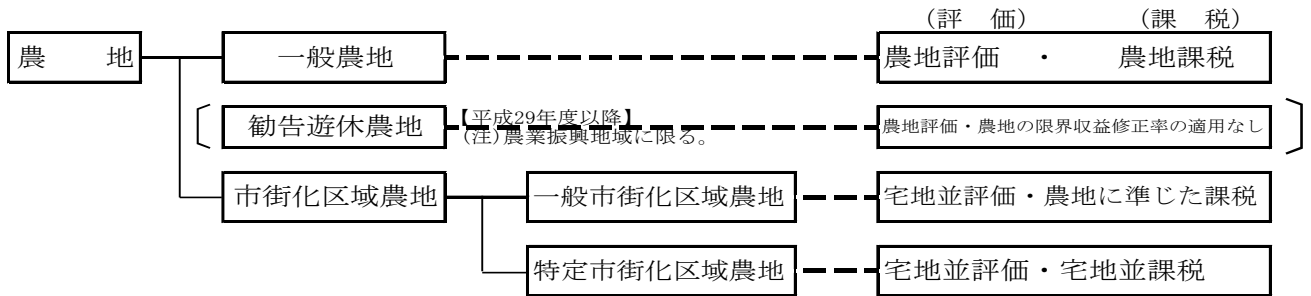 （評　価）　　（課　税）
農　　地　一般農地　農地評価　・　農地課税
勧告遊休農地　【平成29年度以降】　農地評価・農地の限界収益修正率の適用なし
(注)農業振興地域に限る。
市街化区域農地　一般市街化区域農地　宅地並評価・農地に準じた課税
特定市街化区域農地　宅地並評価・宅地並課税